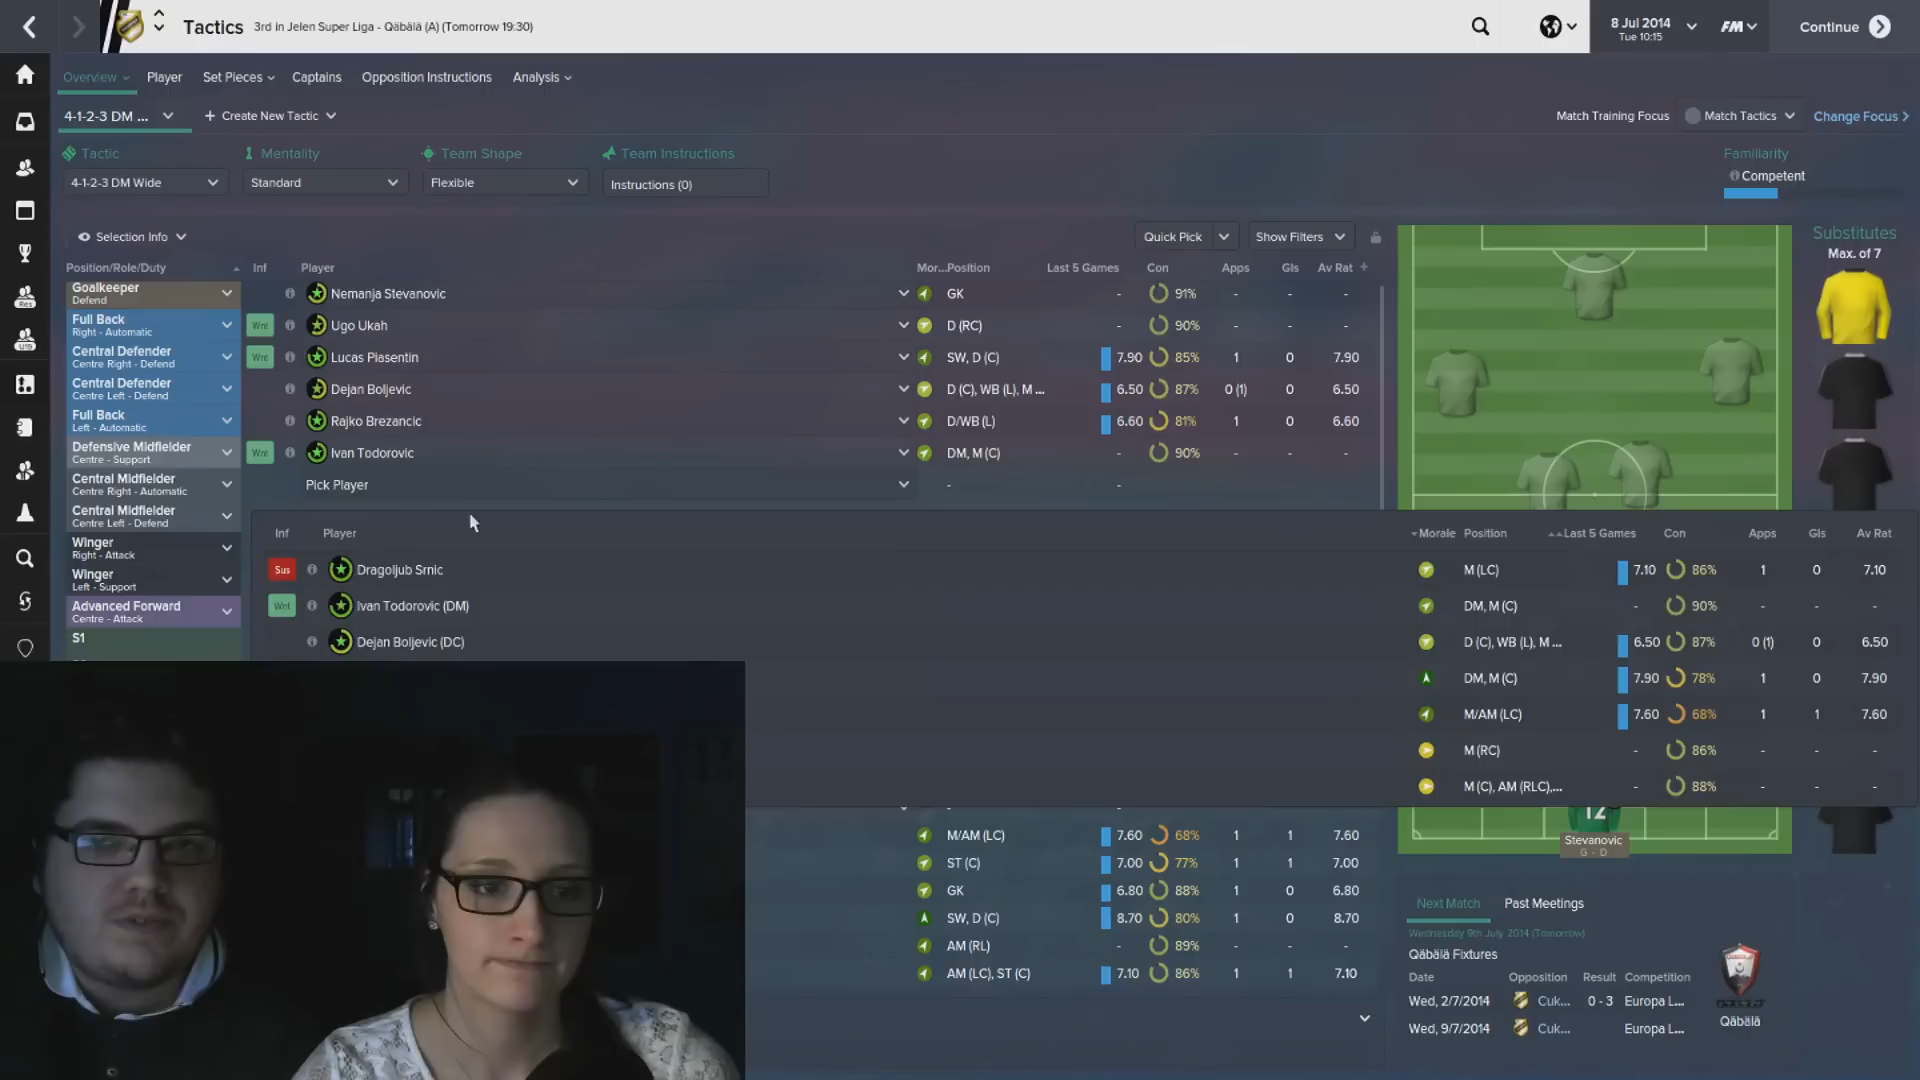 Tactics 3rd in Jelen Super Liga - Qäbälä (A) (Tomorrow 19:30)
8 Jul 2014
Tue 10:15
FM
Continue
Overview Player Set Pieces Captains Opposition Instructions Analysis
4-1-2-3 DM ... + Create New Tactic
Match Training Focus Match Tactics Change Focus
Tactic Mentality Team Shape Team Instructions
4-1-2-3 DM Wide Standard Flexible Instructions (0)
Familiarity
Competent
Selection Info Quick Pick Show Filters
Substitutes
Max. of 7
Position/Role/Duty Inf Player Mor... Position Last 5 Games Con Apps Gls Av Rat +
Goalkeeper
Defend
Nemanja Stevanovic GK - 91% - - -
Full Back
Right - Automatic
Wnt Ugo Ukah D (RC) - 90% - - -
Central Defender
Centre Right - Defend
Wnt Lucas Piasentin SW, D (C) 7.90 85% 1 0 7.90
Central Defender
Centre Left - Defend
Dejan Boljevic D (C), WB (L), M ... 6.50 87% 0 (1) 0 6.50
Full Back
Left - Automatic
Rajko Brezancic D/WB (L) 6.60 81% 1 0 6.60
Defensive Midfielder
Centre - Support
Wnt Ivan Todorovic DM, M (C) - 90% - - -
Central Midfielder
Centre Right - Automatic
Pick Player - -
Central Midfielder
Centre Left - Defend
Winger
Right - Attack
Winger
Left - Support
Advanced Forward
Centre - Attack
S1
Inf Player Morale Position Last 5 Games Con Apps Gls Av Rat
Sus Dragoljub Srnic M (LC) 7.10 86% 1 0 7.10
Wnt Ivan Todorovic (DM) DM, M (C) - 90% - - -
Dejan Boljevic (DC) D (C), WB (L), M ... 6.50 87% 0 (1) 0 6.50
DM, M (C) 7.90 78% 1 0 7.90
M/AM (LC) 7.60 68% 1 1 7.60
M (RC) - 86% - - -
M (C), AM (RLC),... - 88% - - -
M/AM (LC) 7.60 68% 1 1 7.60
ST (C) 7.00 77% 1 1 7.00
GK 6.80 88% 1 0 6.80
SW, D (C) 8.70 80% 1 0 8.70
AM (RL) - 89% - - -
AM (LC), ST (C) 7.10 86% 1 1 7.10
12
Stevanovic
G - D
Next Match Past Meetings
Wednesday 9th July 2014 (Tomorrow)
Qäbälä Fixtures
Date Opposition Result Competition
Wed, 2/7/2014 Cuk... 0 - 3 Europa L...
Wed, 9/7/2014 Cuk... Europa L...
Qäbälä